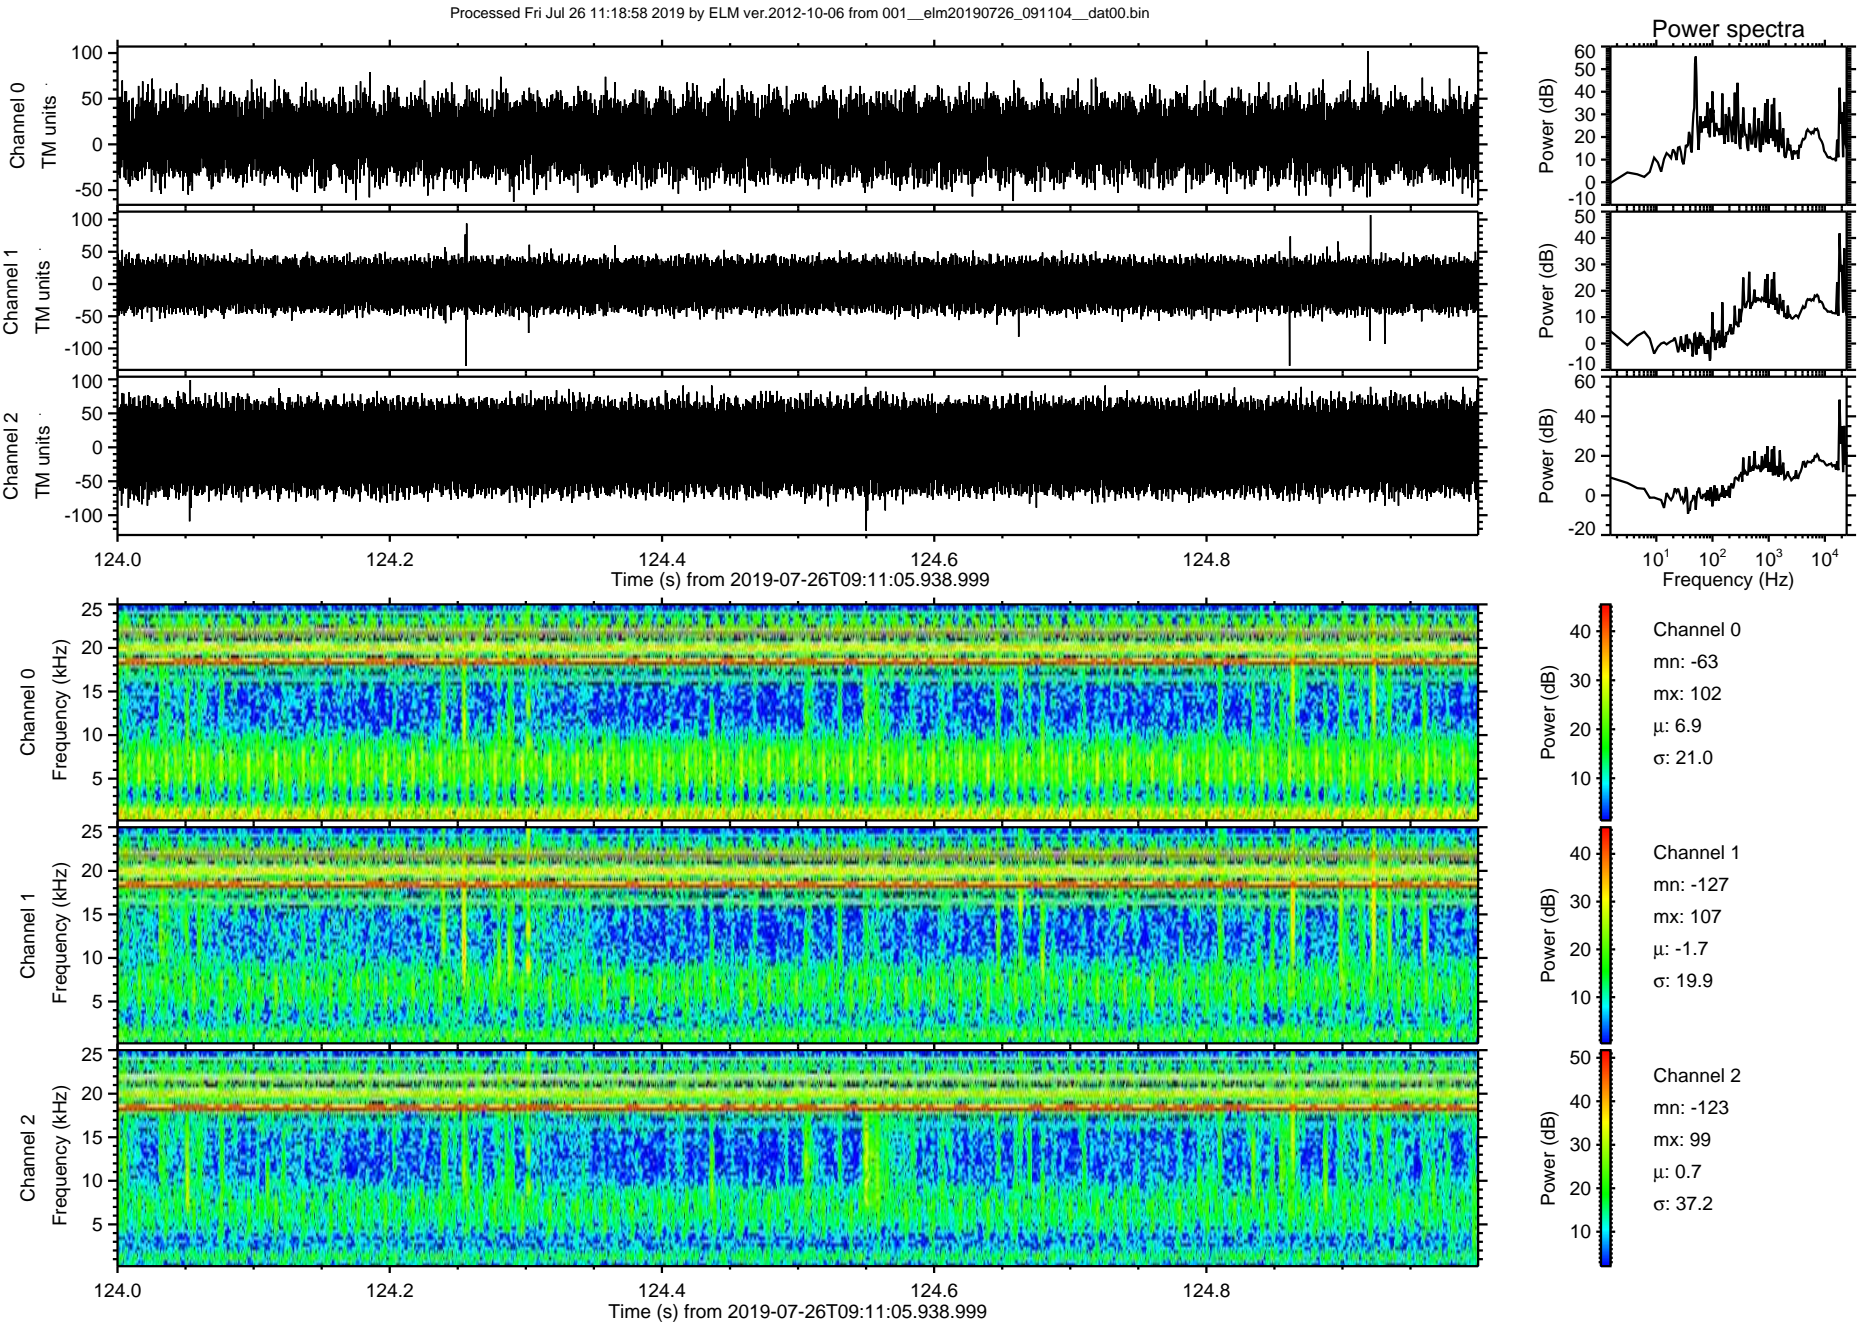 Processed Fri Jul 26 11:18:58 2019 by ELM ver.2012-10-06 from 001__elm20190726_091104__dat00.bin
Power spectra
Channel 0
TM units
100
50
0
-50
Power (dB)
60
50
40
30
20
10
0
-10
Channel 1
TM units
100
50
0
-50
-100
Power (dB)
50
40
30
20
10
0
-10
Channel 2
TM units
100
50
0
-50
-100
Power (dB)
60
40
20
0
-20
124.0 124.2 124.4 124.6 124.8
Time (s) from 2019-07-26T09:11:05.938.999
10^1 10^2 10^3 10^4
Frequency (Hz)
Channel 0
Frequency (kHz)
25
20
15
10
5
Power (dB)
40
30
20
10
Channel 0
mn: -63
mx: 102
μ: 6.9
σ: 21.0
Channel 1
Frequency (kHz)
25
20
15
10
5
Power (dB)
40
30
20
10
Channel 1
mn: -127
mx: 107
μ: -1.7
σ: 19.9
Channel 2
Frequency (kHz)
25
20
15
10
5
Power (dB)
50
40
30
20
10
Channel 2
mn: -123
mx: 99
μ: 0.7
σ: 37.2
124.0 124.2 124.4 124.6 124.8
Time (s) from 2019-07-26T09:11:05.938.999